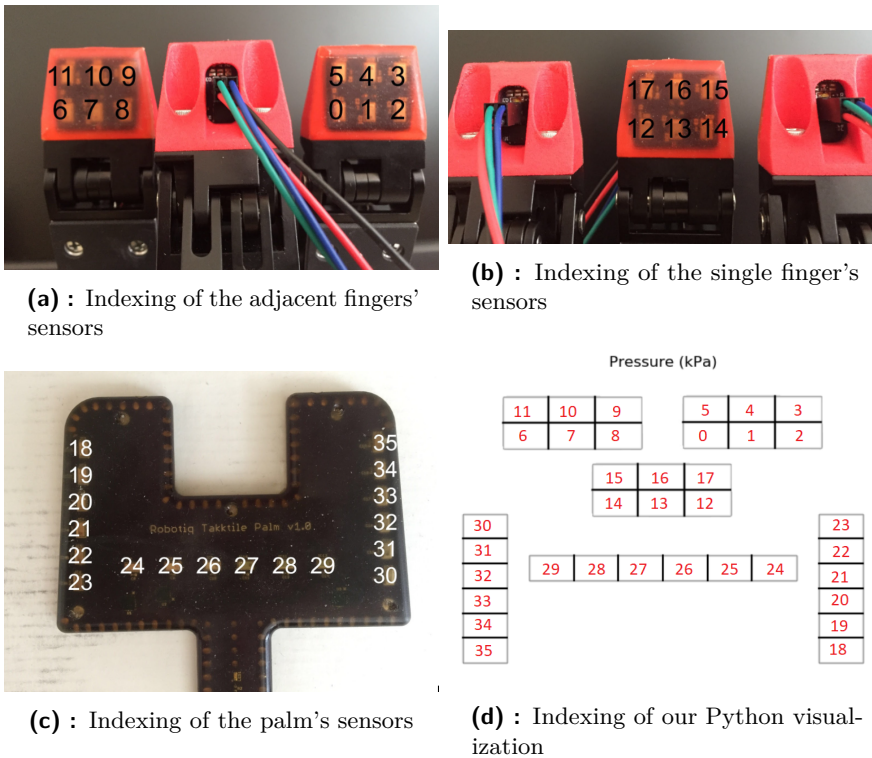 11 10 9
6 7 8
5 4 3
0 1 2
(a) : Indexing of the adjacent fingers'
sensors
17 16 15
12 13 14
(b) : Indexing of the single finger's
sensors
18
19
20
21
22
23
24 25 26 27 28 29
35
34
33
32
31
30
Robotiq Takktile Palm v1.0.
(c) : Indexing of the palm's sensors
Pressure (kPa)
11 10 9
6 7 8
5 4 3
0 1 2
15 16 17
14 13 12
30
31
32
33
34
35
29 28 27 26 25 24
23
22
21
20
19
18
(d) : Indexing of our Python visual-
ization